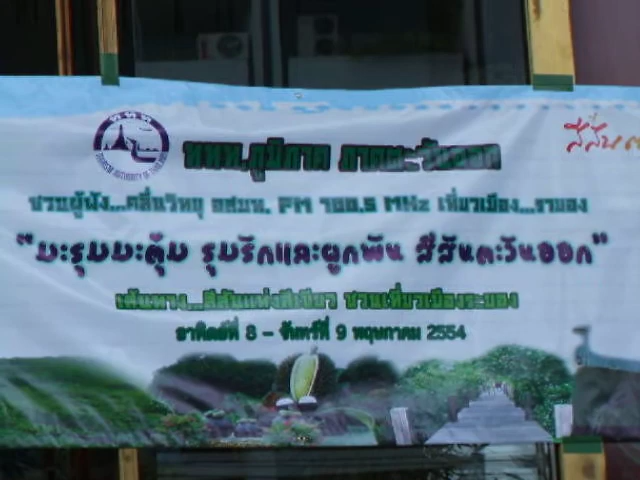 ททท.ภูมิภาค ภาคตะวันออก
สีสัน
ชวนผู้ฟัง...คลื่นวิทยุ อสมท. FM 100.5 MHz เที่ยวเมือง...ระยอง
"มะรุมมะตุ้ม รุมรักและผูกพัน สีสันตะวันออก"
เส้นทาง...สีสันแห่งสีเขียว ชวนเที่ยวเมืองระยอง
อาทิตย์ที่ 8 - จันทร์ที่ 9 พฤษภาคม 2554